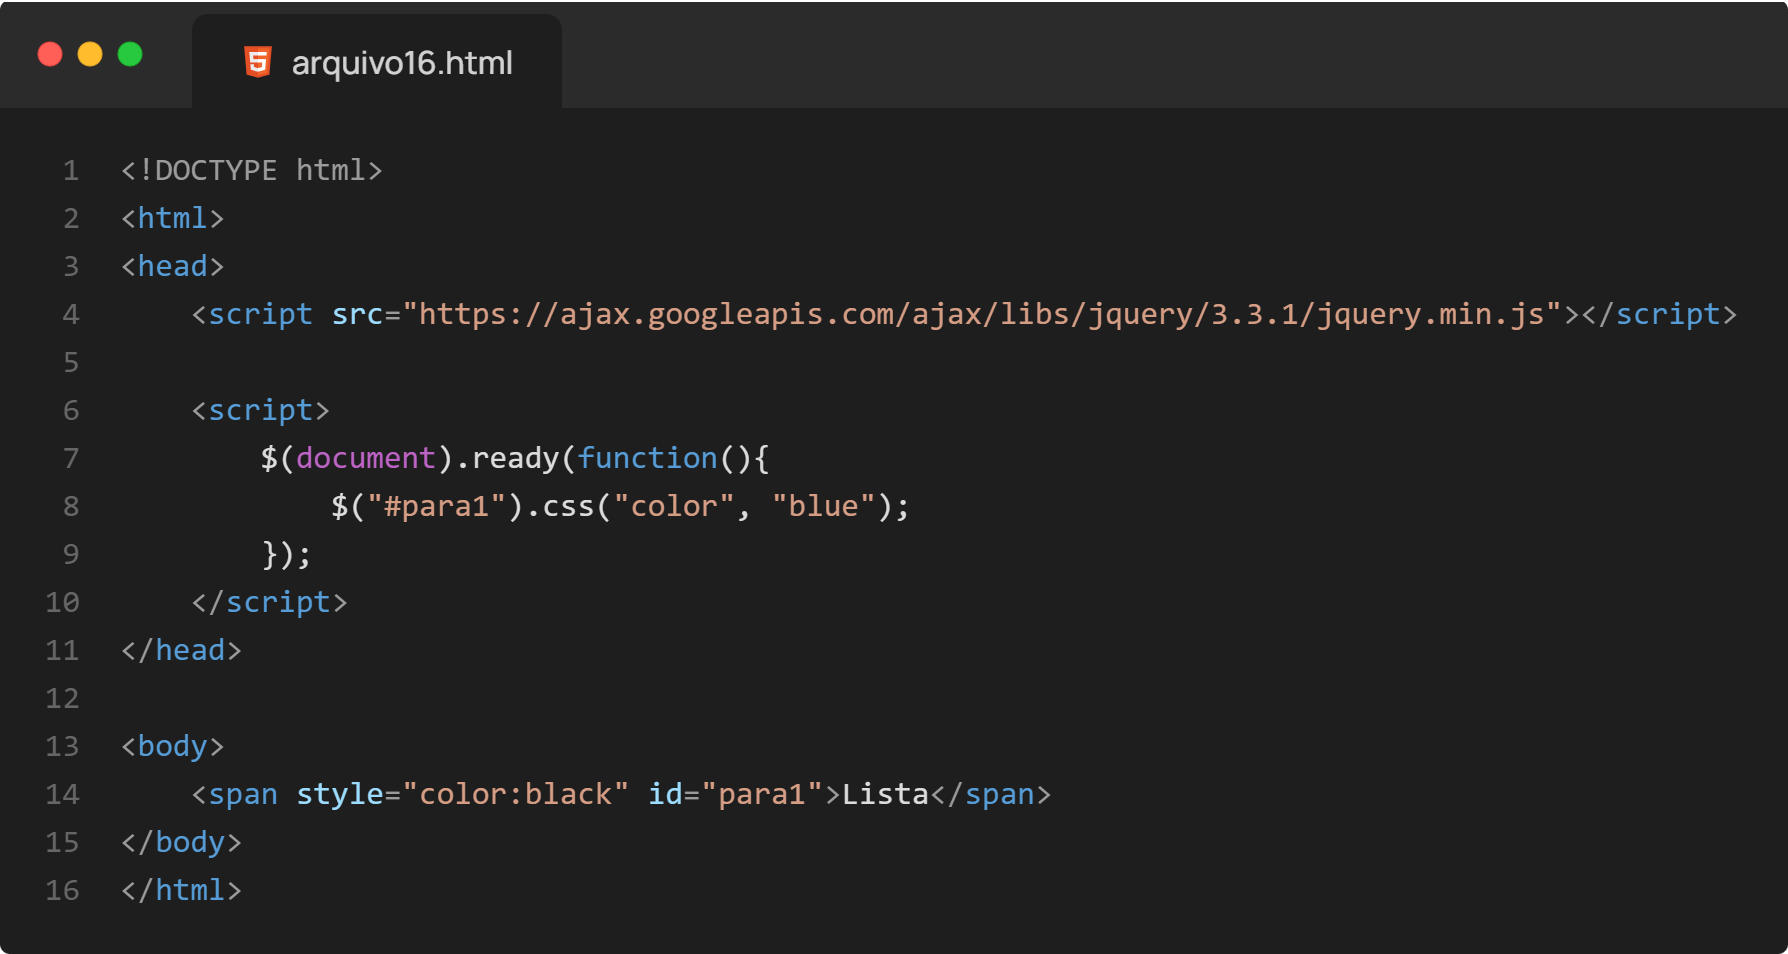 arquivo16.html
1 <!DOCTYPE html>
2 <html>
3 <head>
4     <script src="https://ajax.googleapis.com/ajax/libs/jquery/3.3.1/jquery.min.js"></script>
5
6     <script>
7         $(document).ready(function(){
8             $("#para1").css("color", "blue");
9         });
10     </script>
11 </head>
12
13 <body>
14     <span style="color:black" id="para1">Lista</span>
15 </body>
16 </html>